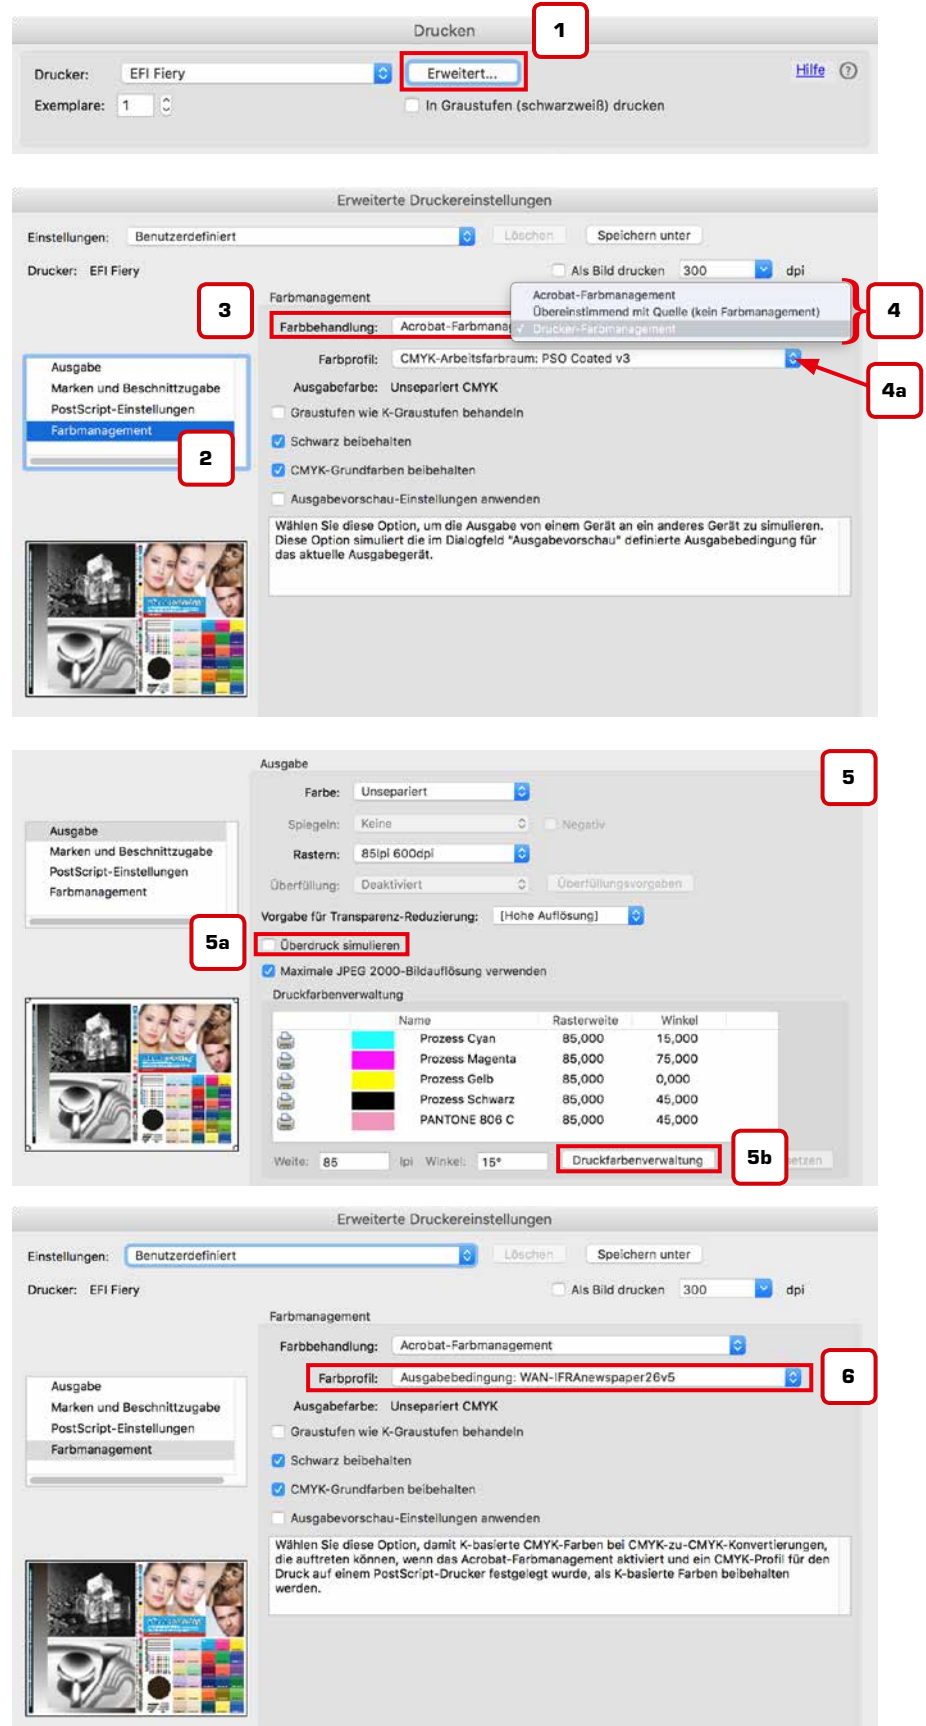 Drucken
1
Drucker: EFI Fiery Erweitert... Hilfe ?
Exemplare: 1 In Graustufen (schwarzweiß) drucken
Erweiterte Druckereinstellungen
Einstellungen: Benutzerdefiniert Löschen Speichern unter
Drucker: EFI Fiery Als Bild drucken 300 dpi
3
Farbmanagement
Acrobat-Farbmanagement
Übereinstimmend mit Quelle (kein Farbmanagement)
✓ Drucker-Farbmanagement
4
Farbbehandlung: Acrobat-Farbmana
Farbprofil: CMYK-Arbeitsfarbraum: PSO Coated v3
4a
Ausgabefarbe: Unsepariert CMYK
Ausgabe
Marken und Beschnittzugabe
PostScript-Einstellungen
Farbmanagement
2
Graustufen wie K-Graustufen behandeln
Schwarz beibehalten
CMYK-Grundfarben beibehalten
Ausgabevorschau-Einstellungen anwenden
Wählen Sie diese Option, um die Ausgabe von einem Gerät an ein anderes Gerät zu simulieren.
Diese Option simuliert die im Dialogfeld "Ausgabevorschau" definierte Ausgabebedingung für
das aktuelle Ausgabegerät.
Ausgabe
5
Farbe: Unsepariert
Spiegeln: Keine Negativ
Rastern: 85lpi 600dpi
Überfüllung: Deaktiviert Überfüllungsvorgaben
Ausgabe
Marken und Beschnittzugabe
PostScript-Einstellungen
Farbmanagement
Vorgabe für Transparenz-Reduzierung: [Hohe Auflösung]
5a
Überdruck simulieren
Maximale JPEG 2000-Bildauflösung verwenden
Druckfarbenverwaltung
Name Rasterweite Winkel
Prozess Cyan 85,000 15,000
Prozess Magenta 85,000 75,000
Prozess Gelb 85,000 0,000
Prozess Schwarz 85,000 45,000
PANTONE 806 C 85,000 45,000
Weite: 85 lpi Winkel: 15° Druckfarbenverwaltung 5b etzen
Erweiterte Druckereinstellungen
Einstellungen: Benutzerdefiniert Löschen Speichern unter
Drucker: EFI Fiery Als Bild drucken 300 dpi
Farbmanagement
Farbbehandlung: Acrobat-Farbmanagement
Farbprofil: Ausgabebedingung: WAN-IFRAnewspaper26v5
6
Ausgabefarbe: Unsepariert CMYK
Ausgabe
Marken und Beschnittzugabe
PostScript-Einstellungen
Farbmanagement
Graustufen wie K-Graustufen behandeln
Schwarz beibehalten
CMYK-Grundfarben beibehalten
Ausgabevorschau-Einstellungen anwenden
Wählen Sie diese Option, damit K-basierte CMYK-Farben bei CMYK-zu-CMYK-Konvertierungen,
die auftreten können, wenn das Acrobat-Farbmanagement aktiviert und ein CMYK-Profil für den
Druck auf einem PostScript-Drucker festgelegt wurde, als K-basierte Farben beibehalten
werden.